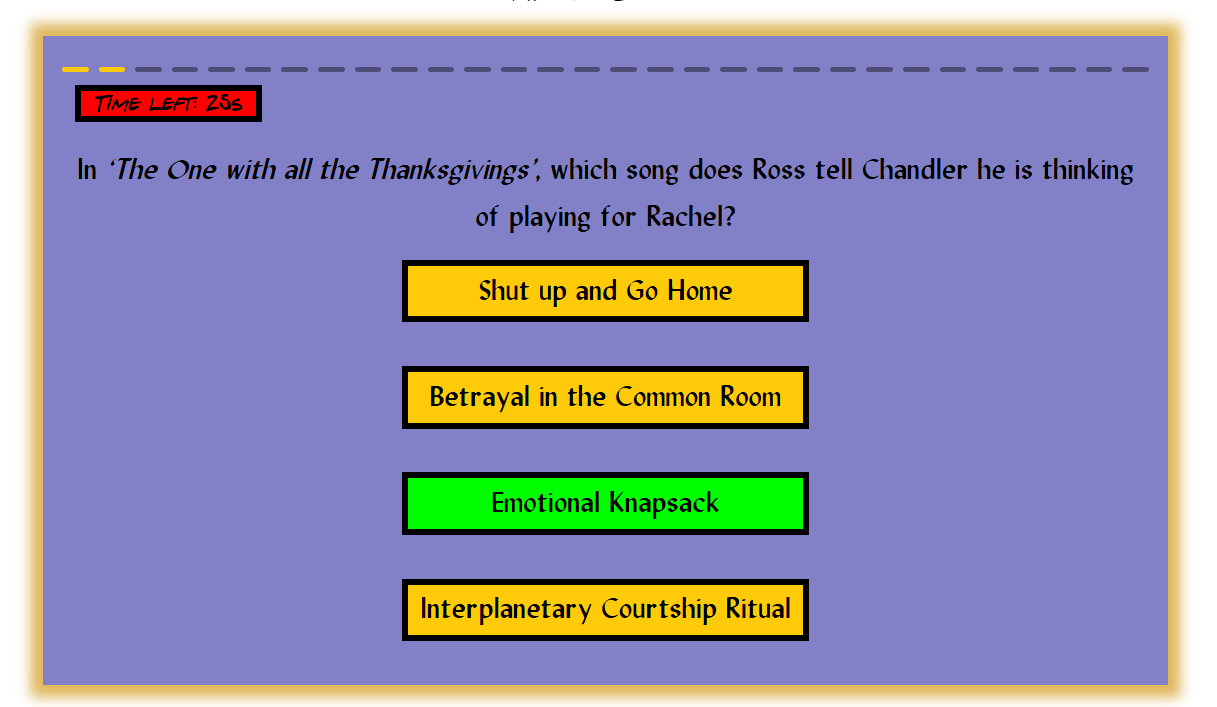 Time Left: 25s
In ‘The One with all the Thanksgivings’, which song does Ross tell Chandler he is thinking
of playing for Rachel?
Shut up and Go Home
Betrayal in the Common Room
Emotional Knapsack
Interplanetary Courtship Ritual